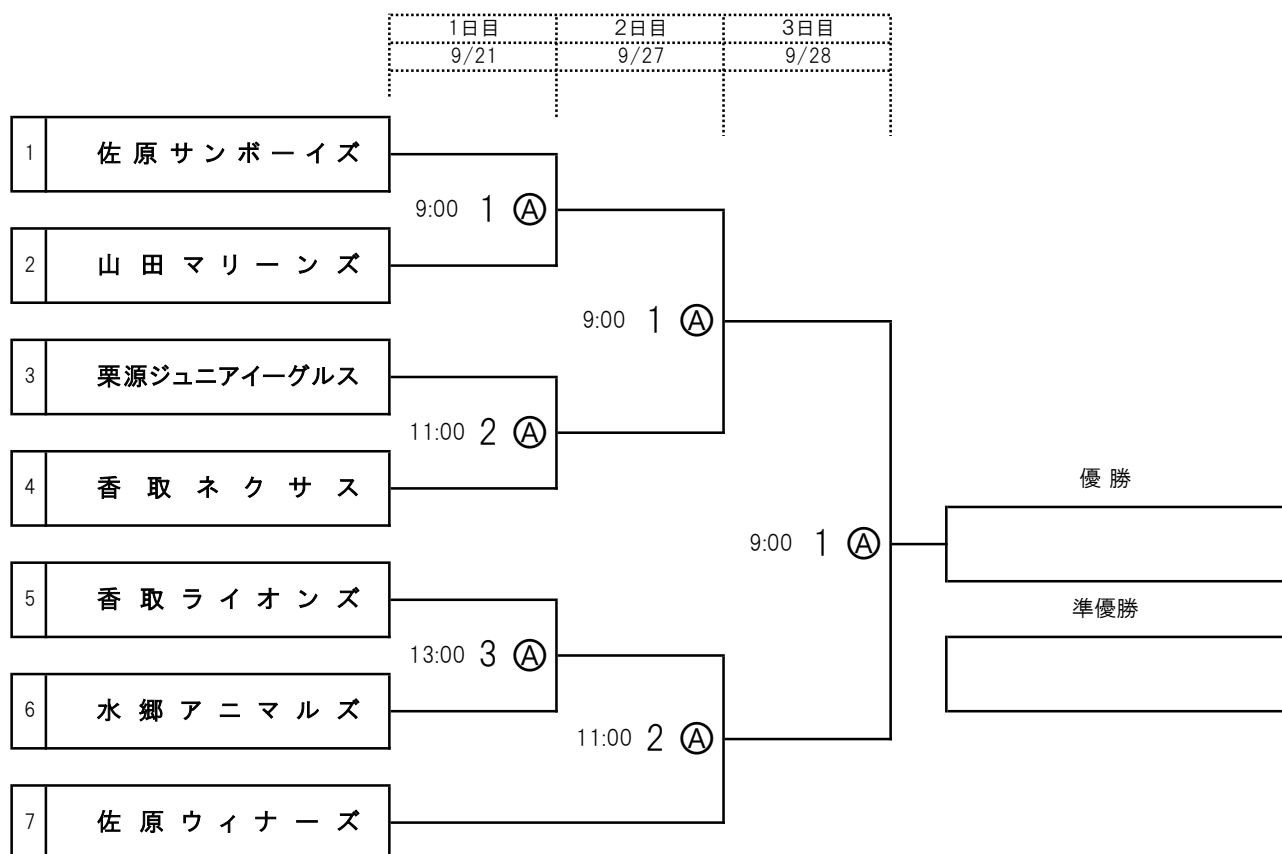 1日目 2日目 3日目
9/21 9/27 9/28
1 佐原サンボーイズ
9:00 1 Ⓐ
2 山田マリーンズ
9:00 1 Ⓐ
3 栗源ジュニアイーグルス
11:00 2 Ⓐ
4 香取ネクサス
優勝
9:00 1 Ⓐ
5 香取ライオンズ
準優勝
13:00 3 Ⓐ
6 水郷アニマルズ
11:00 2 Ⓐ
7 佐原ウィナーズ